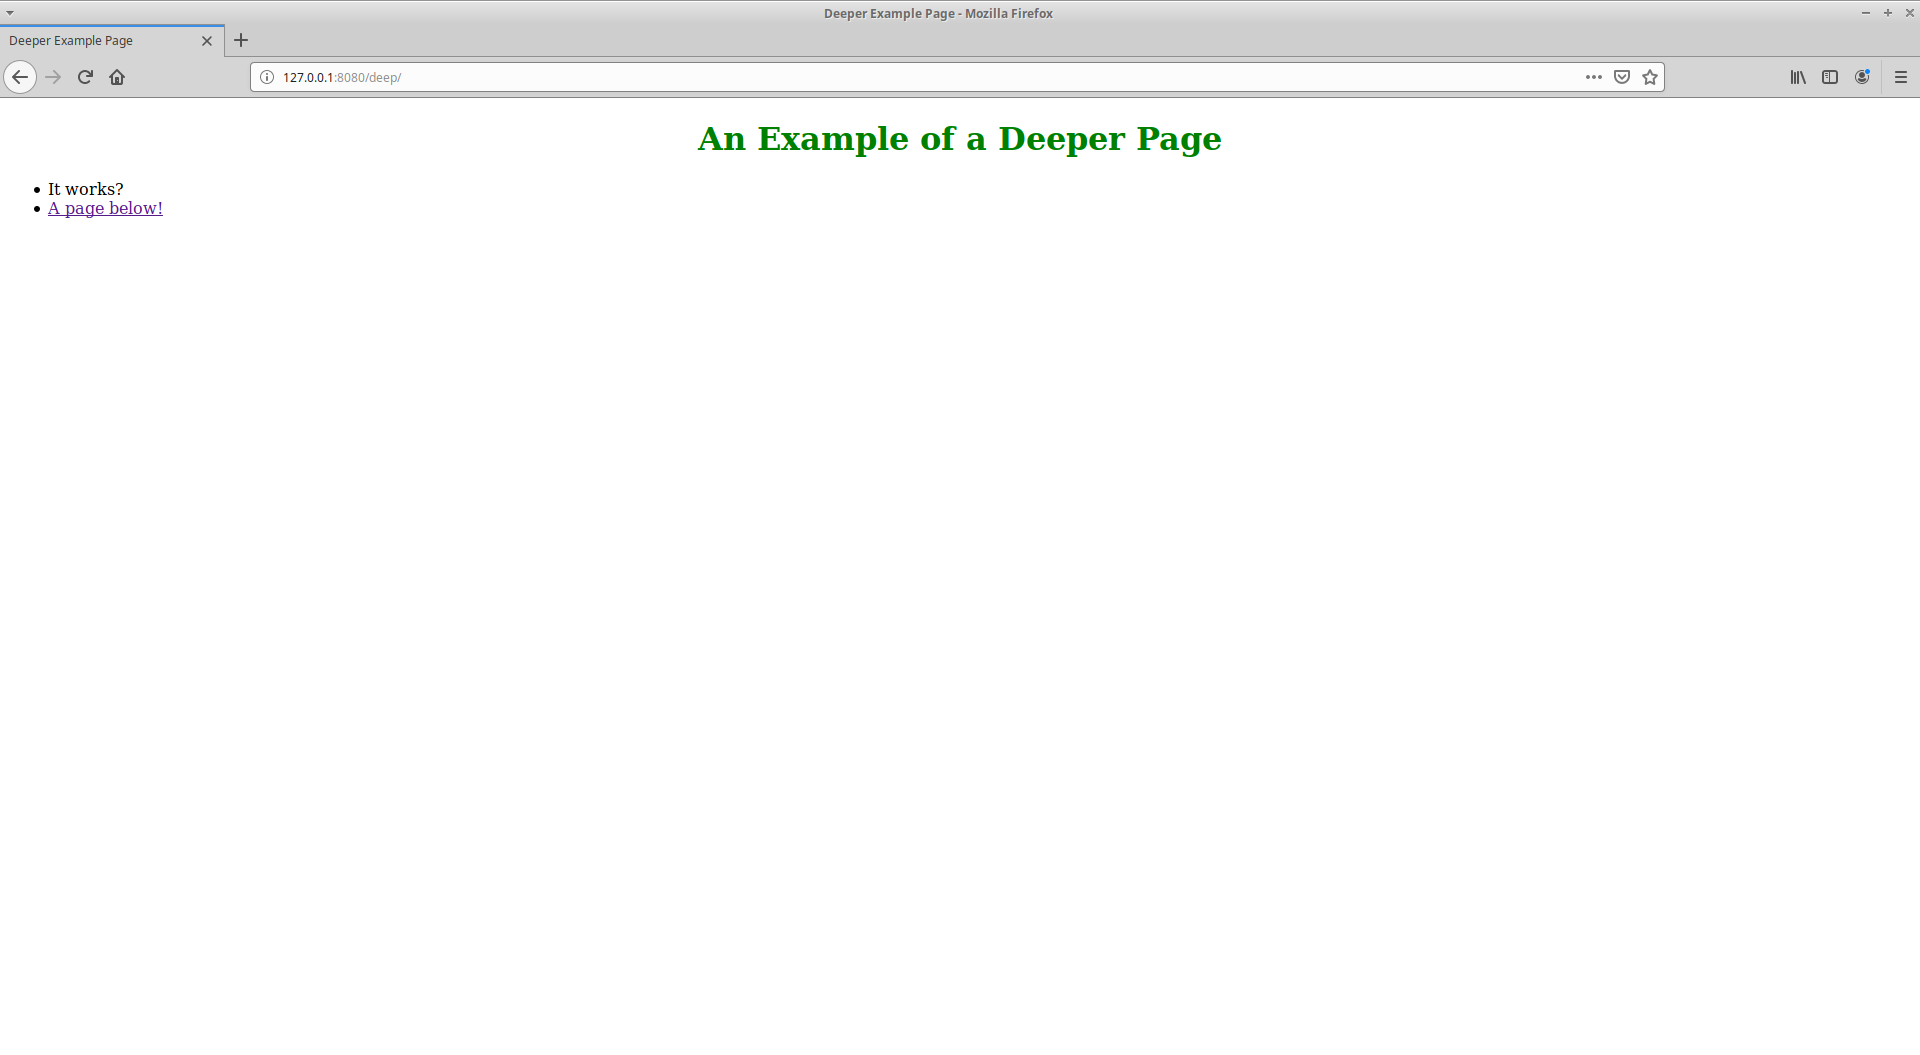 Deeper Example Page - Mozilla Firefox
Deeper Example Page
127.0.0.1:8080/deep/
An Example of a Deeper Page
It works?
A page below!